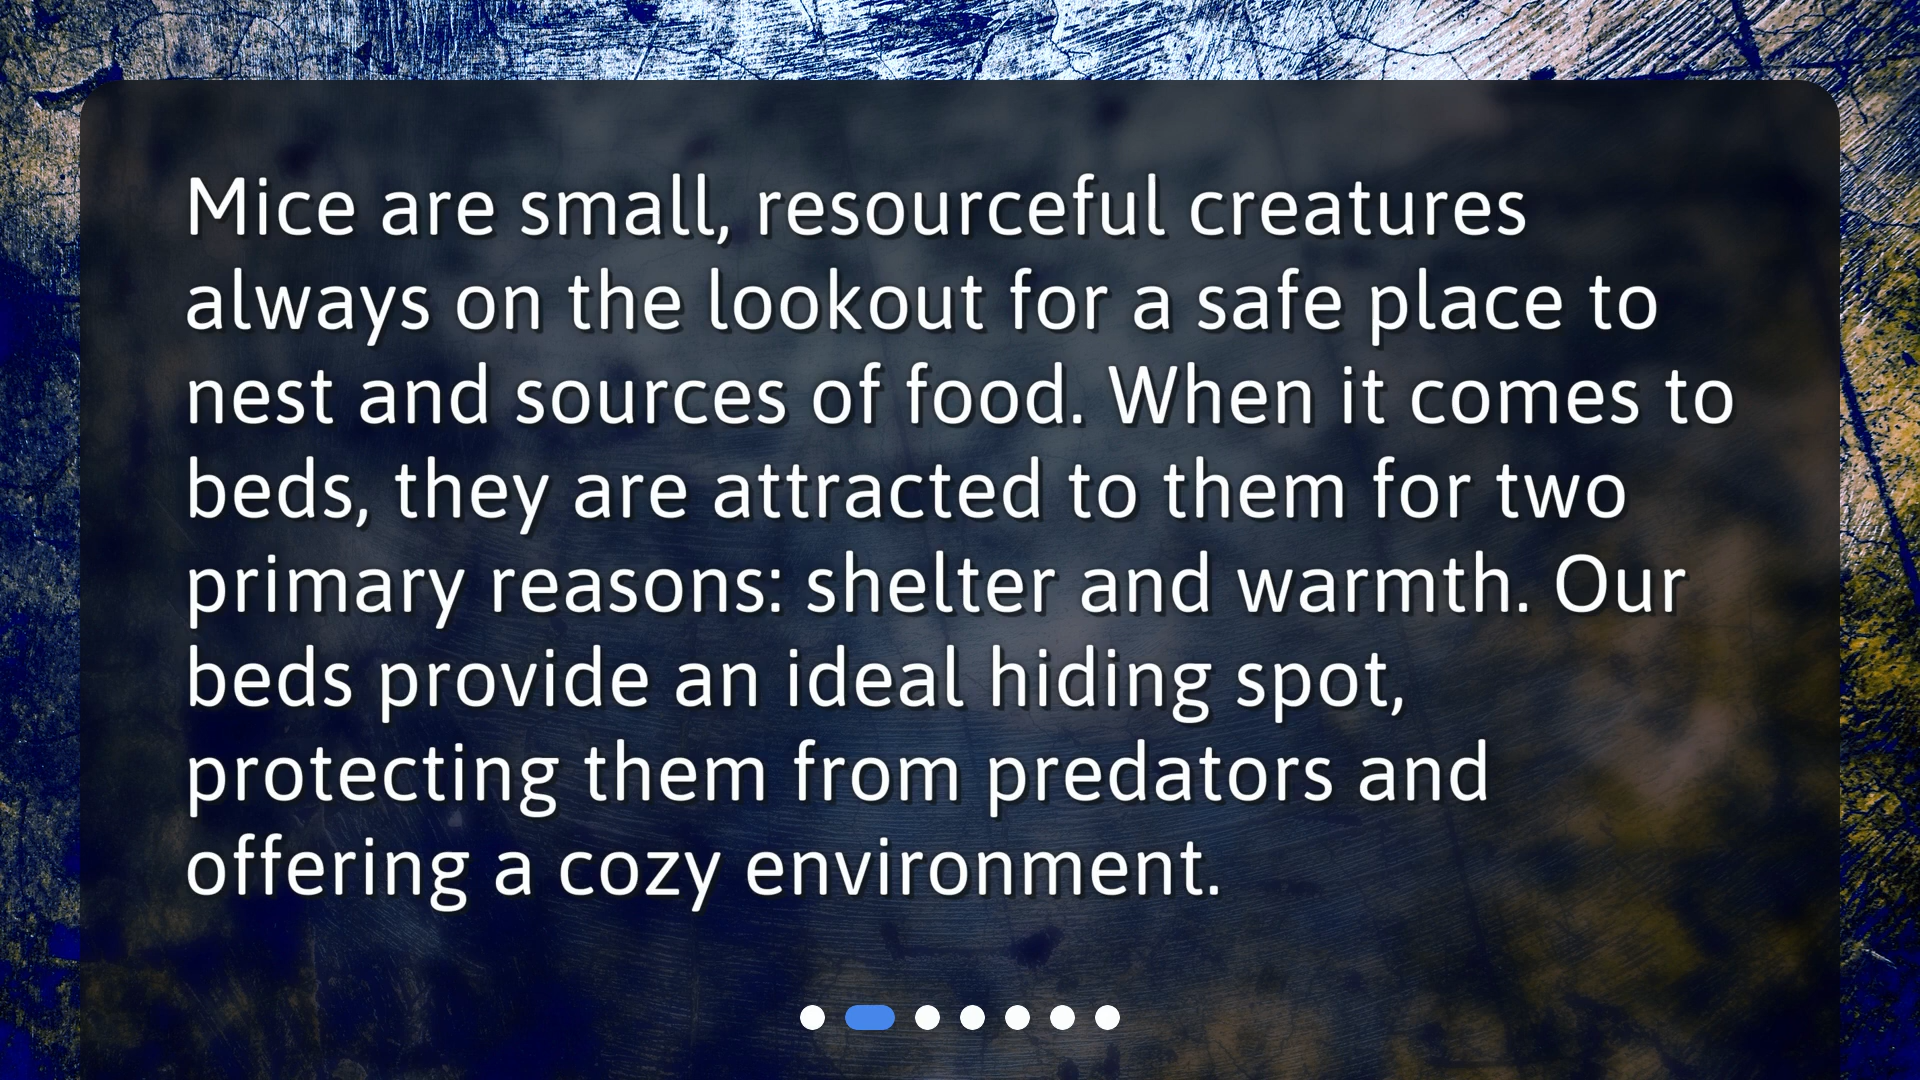 Mice are small, resourceful creatures
always on the lookout for a safe place to
nest and sources of food. When it comes to
beds, they are attracted to them for two
primary reasons: shelter and warmth. Our
beds provide an ideal hiding spot,
protecting them from predators and
offering a cozy environment.